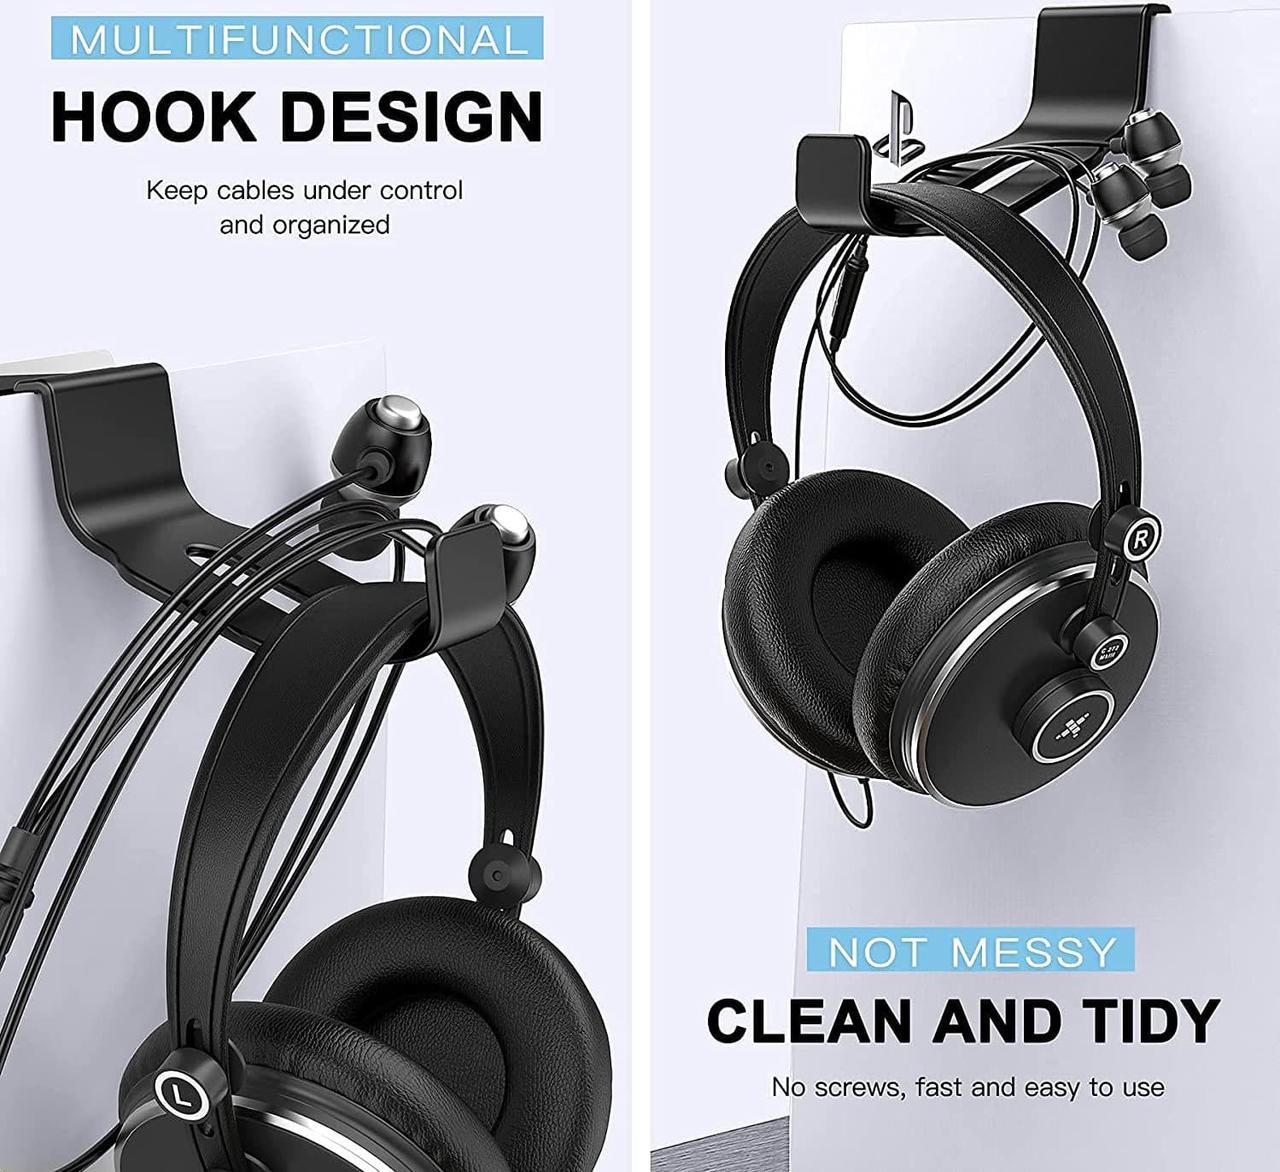 MULTIFUNCTIONAL
HOOK DESIGN
Keep cables under control
and organized
L
R
C 272
NOT MESSY
CLEAN AND TIDY
No screws, fast and easy to use